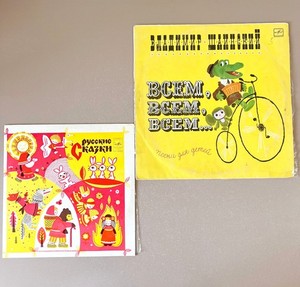 ВЛАДИМИР ШАИНСКИЙ
ВСЕМ,
ВСЕМ,
ВСЕМ...
песни для детей
РУССКИЕ
СКАЗКИ